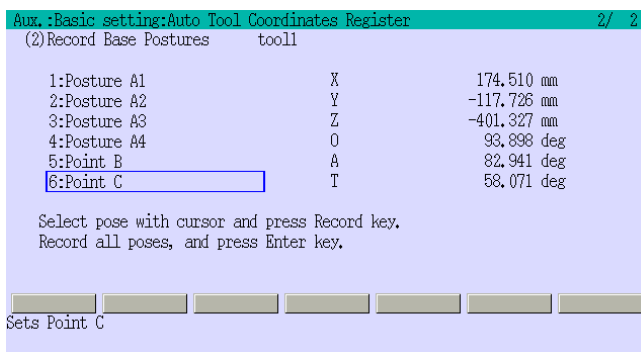 Aux.:Basic setting:Auto Tool Coordinates Register 2/ 2
(2)Record Base Postures tool1
1:Posture A1 X 174.510 mm
2:Posture A2 Y -117.726 mm
3:Posture A3 Z -401.327 mm
4:Posture A4 O 93.898 deg
5:Point B A 82.941 deg
6:Point C T 58.071 deg
Select pose with cursor and press Record key.
Record all poses, and press Enter key.
Sets Point C